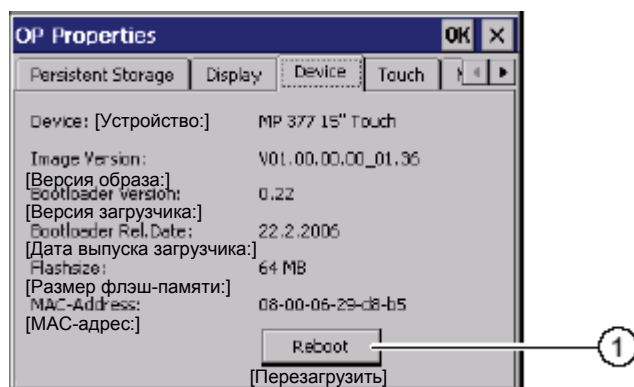 OP Properties OK ×
Persistent Storage Display Device Touch
Device: [Устройство:] MP 377 15" Touch
Image Version: V01.00.00.00_01.36
[Версия образа:]
Bootloader Version: 0.22
[Версия загрузчика:]
Bootloader Rel.Date: 22.2.2006
[Дата выпуска загрузчика:]
Flashsize: 64 MB
[Размер флэш-памяти:]
MAC-Address: 08-00-06-29-d8-b5
[MAC-адрес:]
Reboot
1
[Перезагрузить]